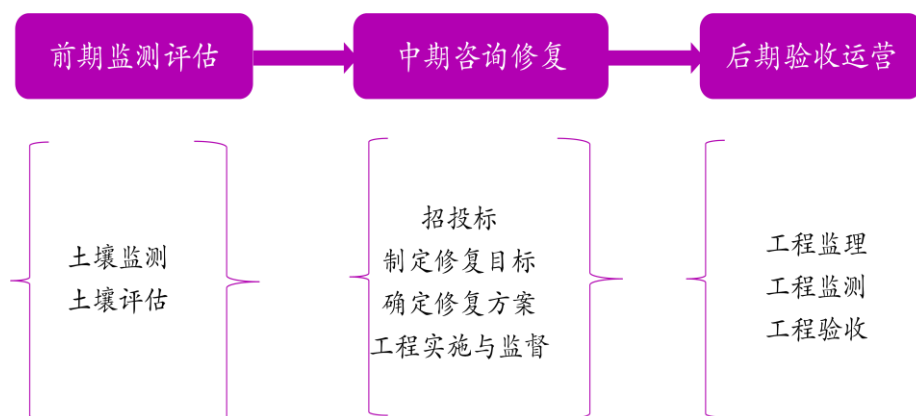 前期监测评估
中期咨询修复
后期验收运营
土壤监测
土壤评估
招投标
制定修复目标
确定修复方案
工程实施与监督
工程监理
工程监测
工程验收